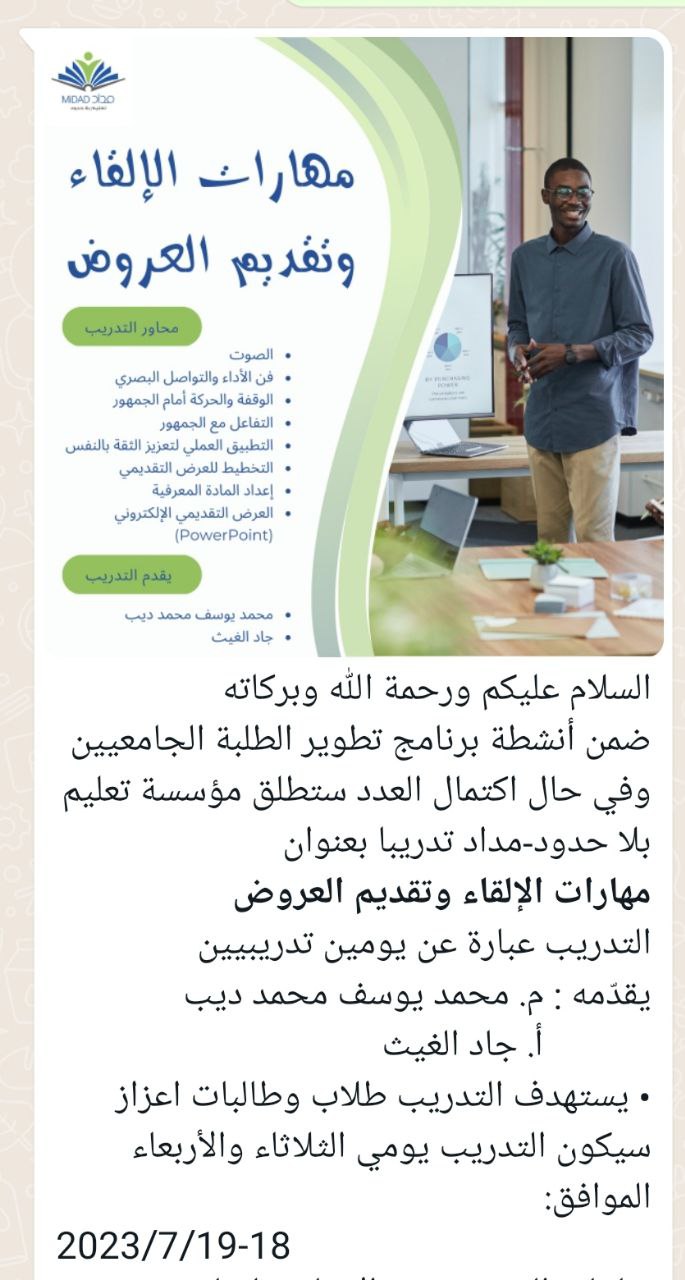 MIDAD مداد
مهارات الإلقاء
وتقديم العروض
محاور التدريب
• الصوت
• فن الأداء والتواصل البصري
• الوقفة والحركة أمام الجمهور
• التفاعل مع الجمهور
• التطبيق العملي لتعزيز الثقة بالنفس
• التخطيط للعرض التقديمي
• إعداد المادة المعرفية
• العرض التقديمي الإلكتروني
(PowerPoint)
يقدم التدريب
• محمد يوسف محمد ديب
• جاد الغيث
BY PURCHASING
POWER
السلام عليكم ورحمة الله وبركاته
ضمن أنشطة برنامج تطوير الطلبة الجامعيين
وفي حال اكتمال العدد ستطلق مؤسسة تعليم
بلا حدود-مداد تدريبا بعنوان
مهارات الإلقاء وتقديم العروض
التدريب عبارة عن يومين تدريبيين
يقدّمه : م. محمد يوسف محمد ديب
أ. جاد الغيث
• يستهدف التدريب طلاب وطالبات اعزاز
سيكون التدريب يومي الثلاثاء والأربعاء
الموافق:
2023/7/19-18